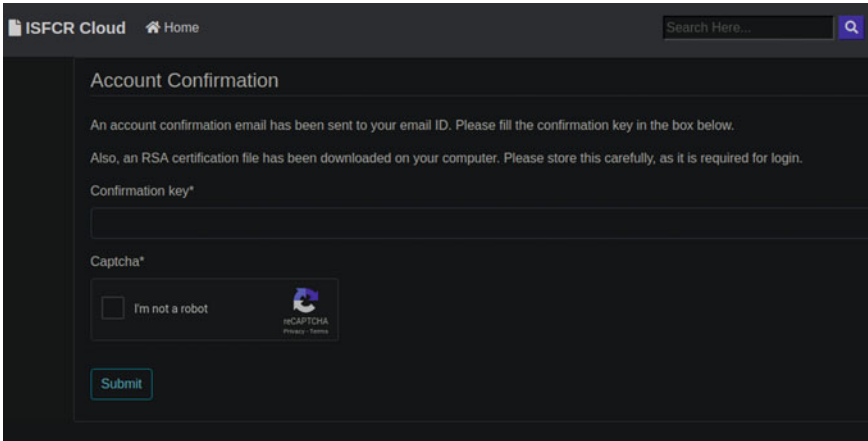 ISFCR Cloud Home Search Here...
Account Confirmation
An account confirmation email has been sent to your email ID. Please fill the confirmation key in the box below.
Also, an RSA certification file has been downloaded on your computer. Please store this carefully, as it is required for login.
Confirmation key*
Captcha*
I'm not a robot
reCAPTCHA
Privacy - Terms
Submit